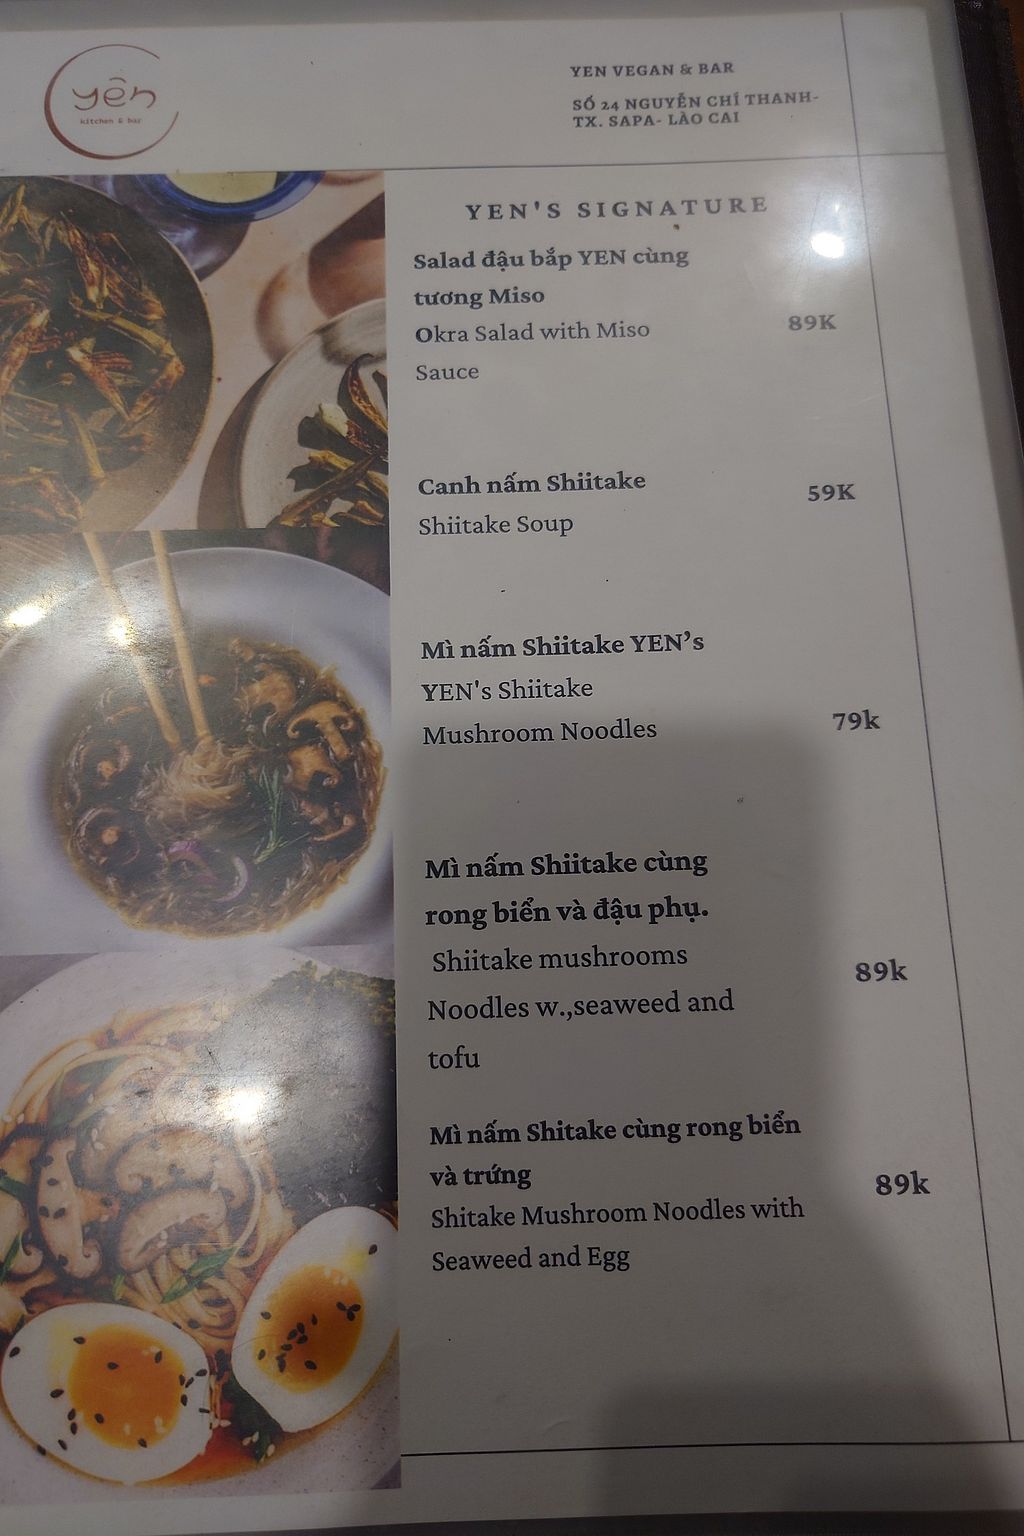 yên
kitchen & bar
YEN VEGAN & BAR
SỐ 24 NGUYỄN CHÍ THANH-
TX. SAPA- LÀO CAI
YEN'S SIGNATURE
Salad đậu bắp YEN cùng
tương Miso
Okra Salad with Miso
Sauce
89K
Canh nấm Shiitake
Shiitake Soup
59K
Mì nấm Shiitake YEN’s
YEN's Shiitake
Mushroom Noodles
79k
Mì nấm Shiitake cùng
rong biển và đậu phụ.
Shiitake mushrooms
Noodles w.,seaweed and
tofu
89k
Mì nấm Shitake cùng rong biển
và trứng
Shitake Mushroom Noodles with
Seaweed and Egg
89k